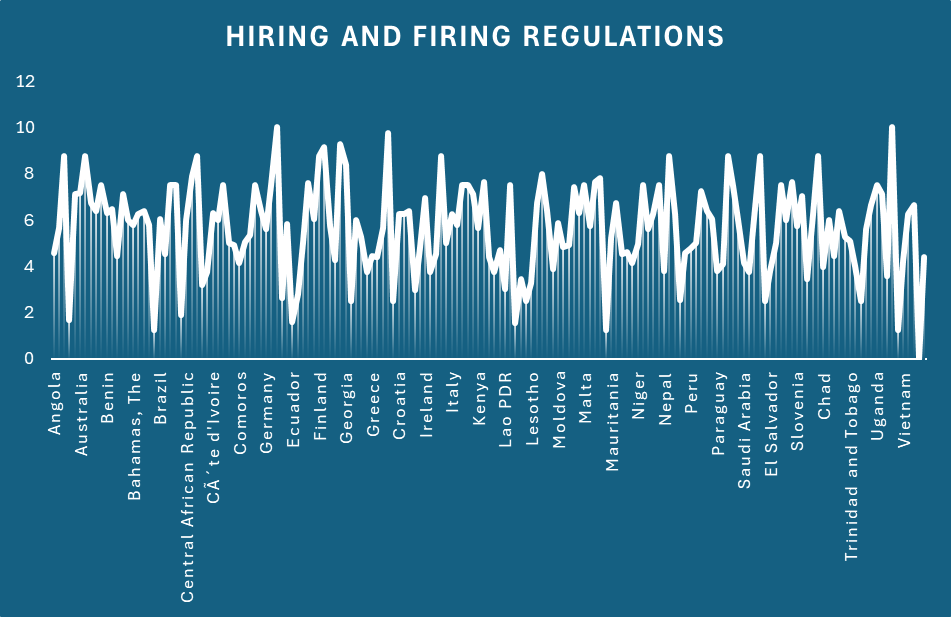 HIRING AND FIRING REGULATIONS
12
10
8
6
4
2
0
Angola
Australia
Benin
Bahamas, The
Brazil
Central African Republic
CÃ´te d'Ivoire
Comoros
Germany
Ecuador
Finland
Georgia
Greece
Croatia
Ireland
Italy
Kenya
Lao PDR
Lesotho
Moldova
Malta
Mauritania
Niger
Nepal
Peru
Paraguay
Saudi Arabia
El Salvador
Slovenia
Chad
Trinidad and Tobago
Uganda
Vietnam